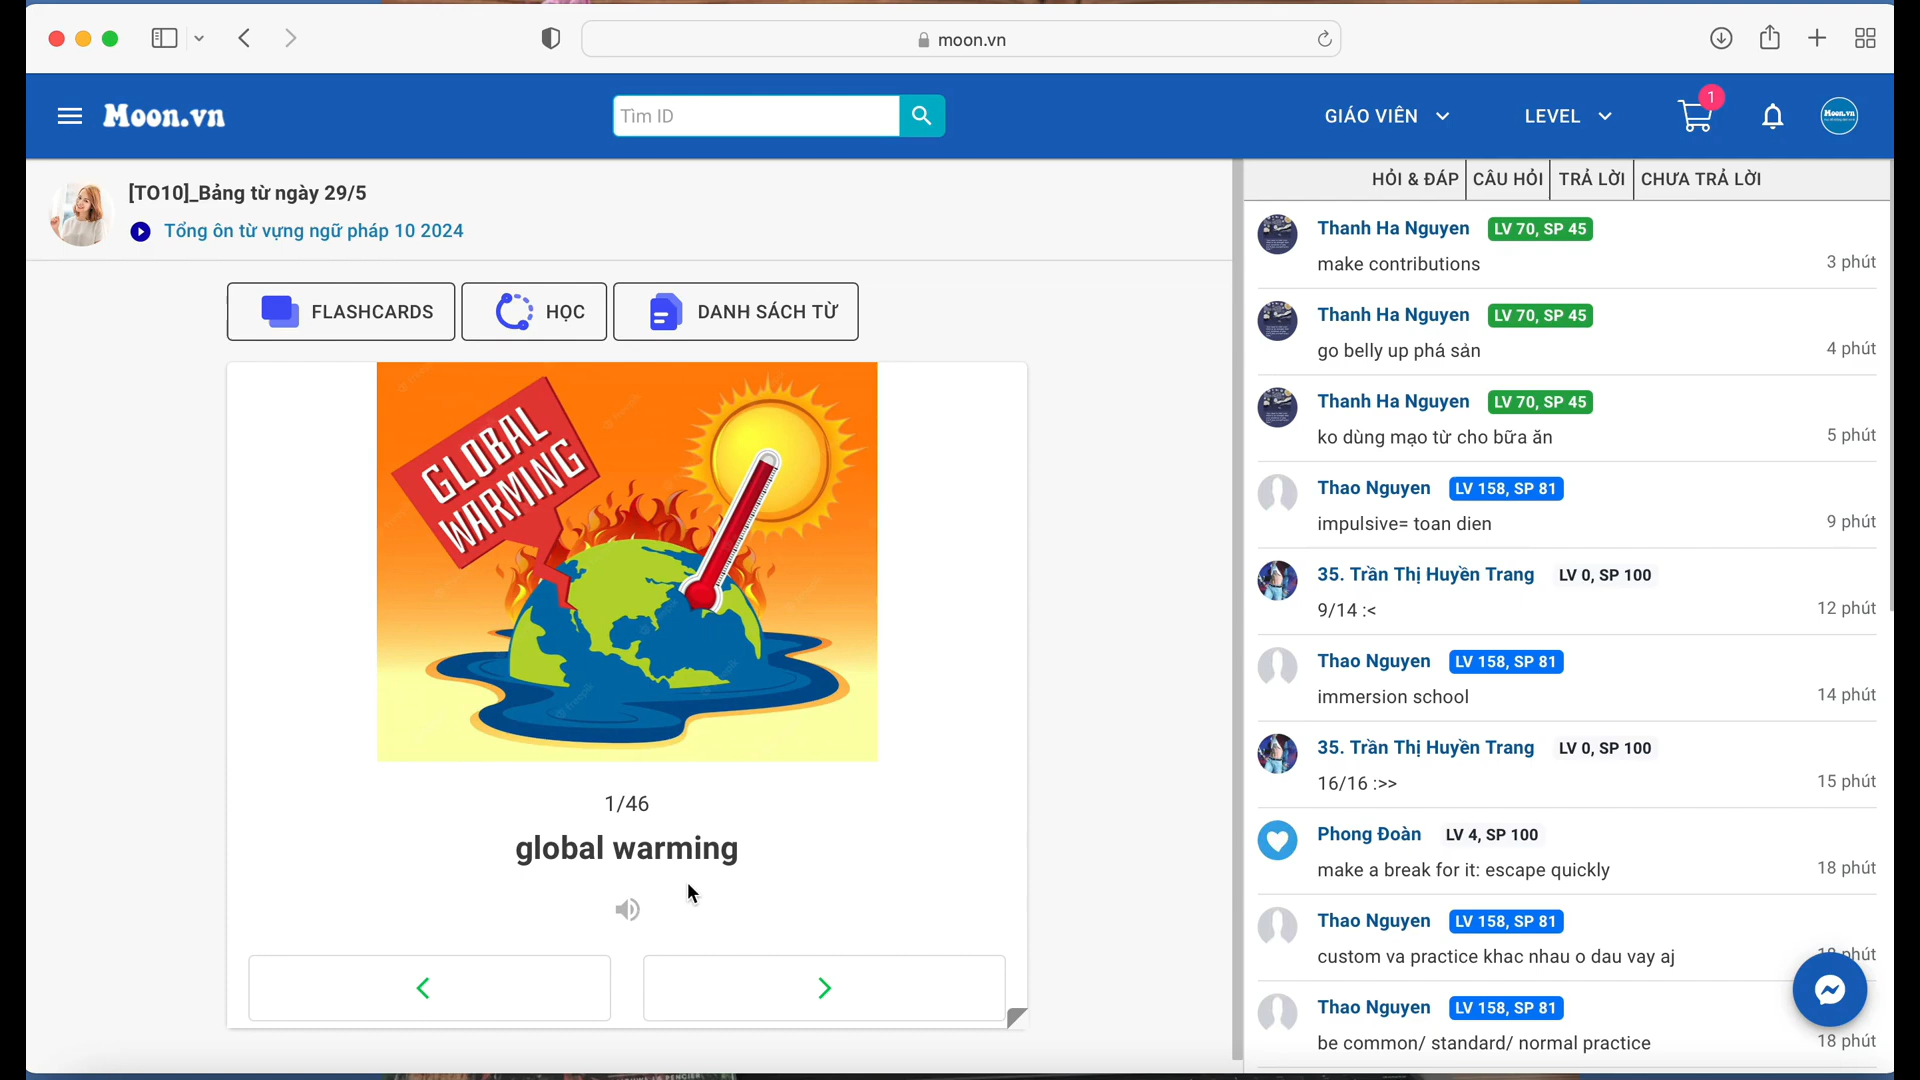 moon.vn
Moon.vn
Tìm ID
GIÁO VIÊN
LEVEL
1
Moon.vn
[TO10]_Bảng từ ngày 29/5
Tổng ôn từ vựng ngữ pháp 10 2024
FLASHCARDS
HỌC
DANH SÁCH TỪ
GLOBAL
WARMING
1/46
global warming
HỎI & ĐÁP
CÂU HỎI
TRẢ LỜI
CHƯA TRẢ LỜI
Thanh Ha Nguyen LV 70, SP 45
make contributions 3 phút
Thanh Ha Nguyen LV 70, SP 45
go belly up phá sản 4 phút
Thanh Ha Nguyen LV 70, SP 45
ko dùng mạo từ cho bữa ăn 5 phút
Thao Nguyen LV 158, SP 81
impulsive= toan dien 9 phút
35. Trần Thị Huyền Trang LV 0, SP 100
9/14 :< 12 phút
Thao Nguyen LV 158, SP 81
immersion school 14 phút
35. Trần Thị Huyền Trang LV 0, SP 100
16/16 :>> 15 phút
Phong Đoàn LV 4, SP 100
make a break for it: escape quickly 18 phút
Thao Nguyen LV 158, SP 81
custom va practice khac nhau o dau vay aj phút
Thao Nguyen LV 158, SP 81
be common/ standard/ normal practice 18 phút